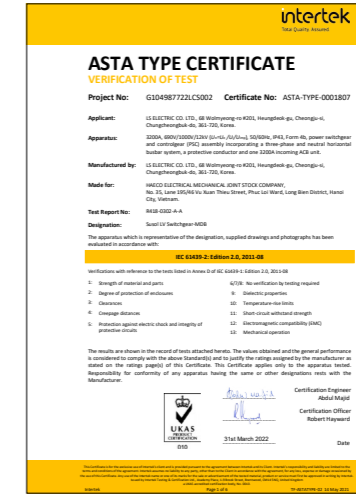 intertek
Total Quality. Assured.
ASTA TYPE CERTIFICATE
VERIFICATION OF TEST
Project No: G104987722LCS002 Certificate No: ASTA-TYPE-0001807
Applicant: LS ELECTRIC CO. LTD., 68 Wolmyeong-ro #201, Heungdeok-gu, Cheongju-si,
Chungcheongbuk-do, 361-720, Korea.
Apparatus: 3200A, 690V/1000V/12kV
50/60Hz, IP43, Form 4b, power switchgear
and controlgear (PSC) assembly incorporating a three-phase and neutral horizontal
busbar system, a protective conductor and one 3200A incoming ACB unit.
Manufactured by: LS ELECTRIC CO. LTD., 68 Wolmyeong-ro #201, Heungdeok-gu, Cheongju-si,
Chungcheongbuk-do, 361-720, Korea.
Made for: HAECO ELECTRICAL MECHANICAL JOINT STOCK COMPANY,
No. 35, Lane 195/46 Vu Xuan Thieu Street, Phuc Loi Ward, Long Bien District, Hanoi
City, Vietnam.
Test Report No: R418-0302-A-A
Designation: Susol LV Switchgear-MDB
The apparatus which is representative of the designation, supplied drawings and photographs has been
evaluated in accordance with:
IEC 61439-2: Edition 2.0, 2011-08
Verifications with reference to the tests listed in Annex D of IEC 61439-1: Edition 2.0, 2011-08
1: Strength of material and parts 6/7/8: No verification by testing required
2: Degree of protection of enclosures 9: Dielectric properties
3: Clearances 10: Temperature-rise limits
4: Creepage distances 11: Short-circuit withstand strength
5: Protection against electric shock and integrity of 12: Electromagnetic compatibility (EMC)
protective circuits 13: Mechanical operation
The results are shown in the record of tests attached hereto. The values obtained and the general performance
is considered to comply with the above Standard(s) and to justify the ratings assigned by the manufacturer as
stated on the ratings page(s) of this Certificate. This Certificate applies only to the apparatus tested.
Responsibility for conformity of any apparatus having the same or other designations rests with the
Manufacturer.
Certification Engineer
Abdul Majid
Certification Officer
Robert Hayward
UKAS
PRODUCT
CERTIFICATION
010
31st March 2022 Date
Intertek Page 1 of 6